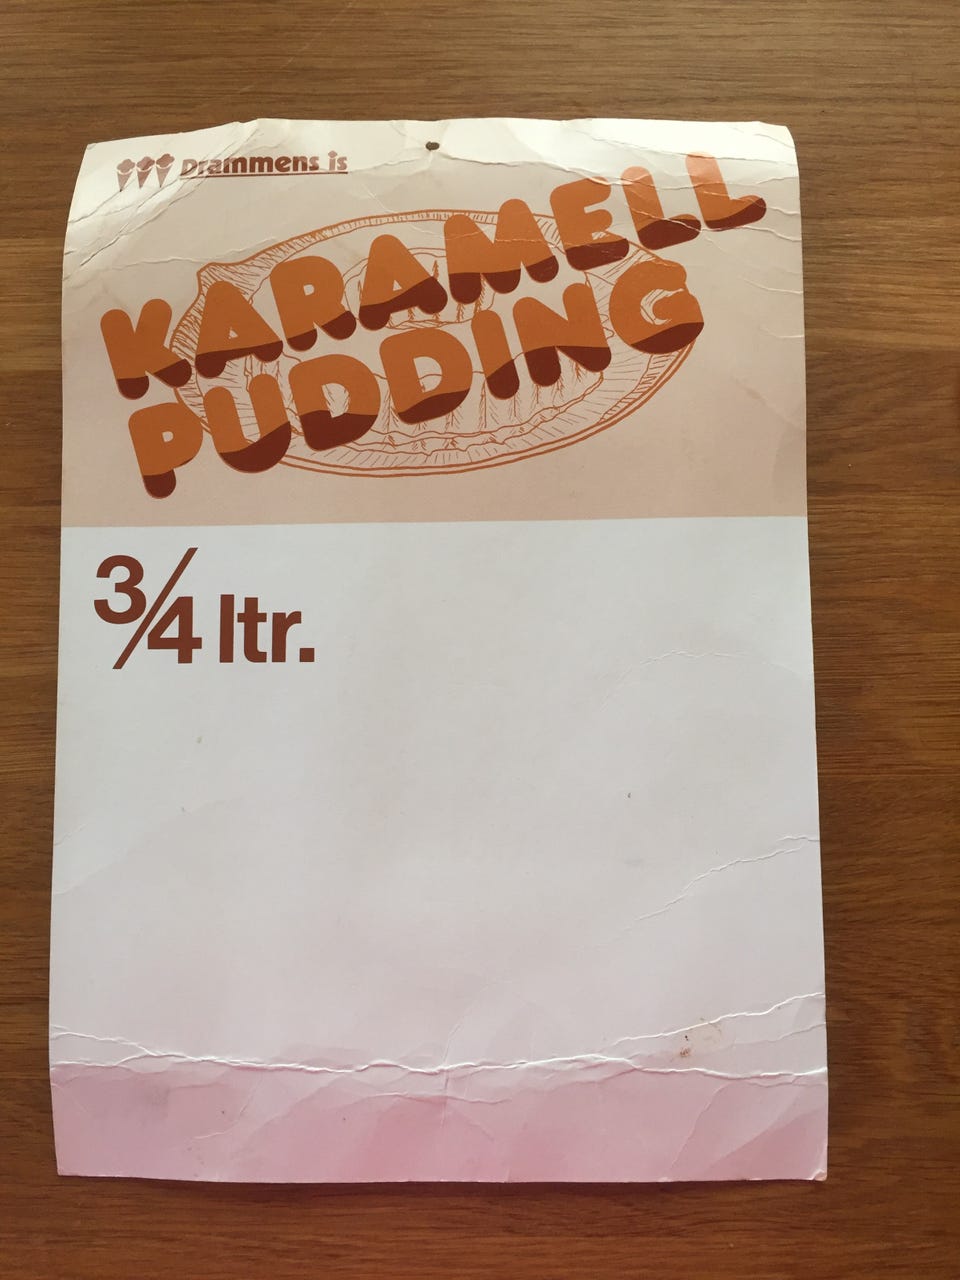 Drammens is
KARAMELL
PUDDING
3/4 ltr.